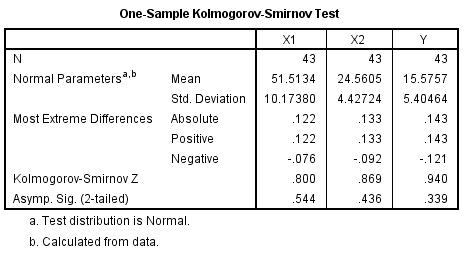 One-Sample Kolmogorov-Smirnov Test
X1 X2 Y
N 43 43 43
Normal Parametersa,b Mean 51.5134 24.5605 15.5757
Std. Deviation 10.17380 4.42724 5.40464
Most Extreme Differences Absolute .122 .133 .143
Positive .122 .133 .143
Negative -.076 -.092 -.121
Kolmogorov-Smirnov Z .800 .869 .940
Asymp. Sig. (2-tailed) .544 .436 .339
a. Test distribution is Normal.
b. Calculated from data.